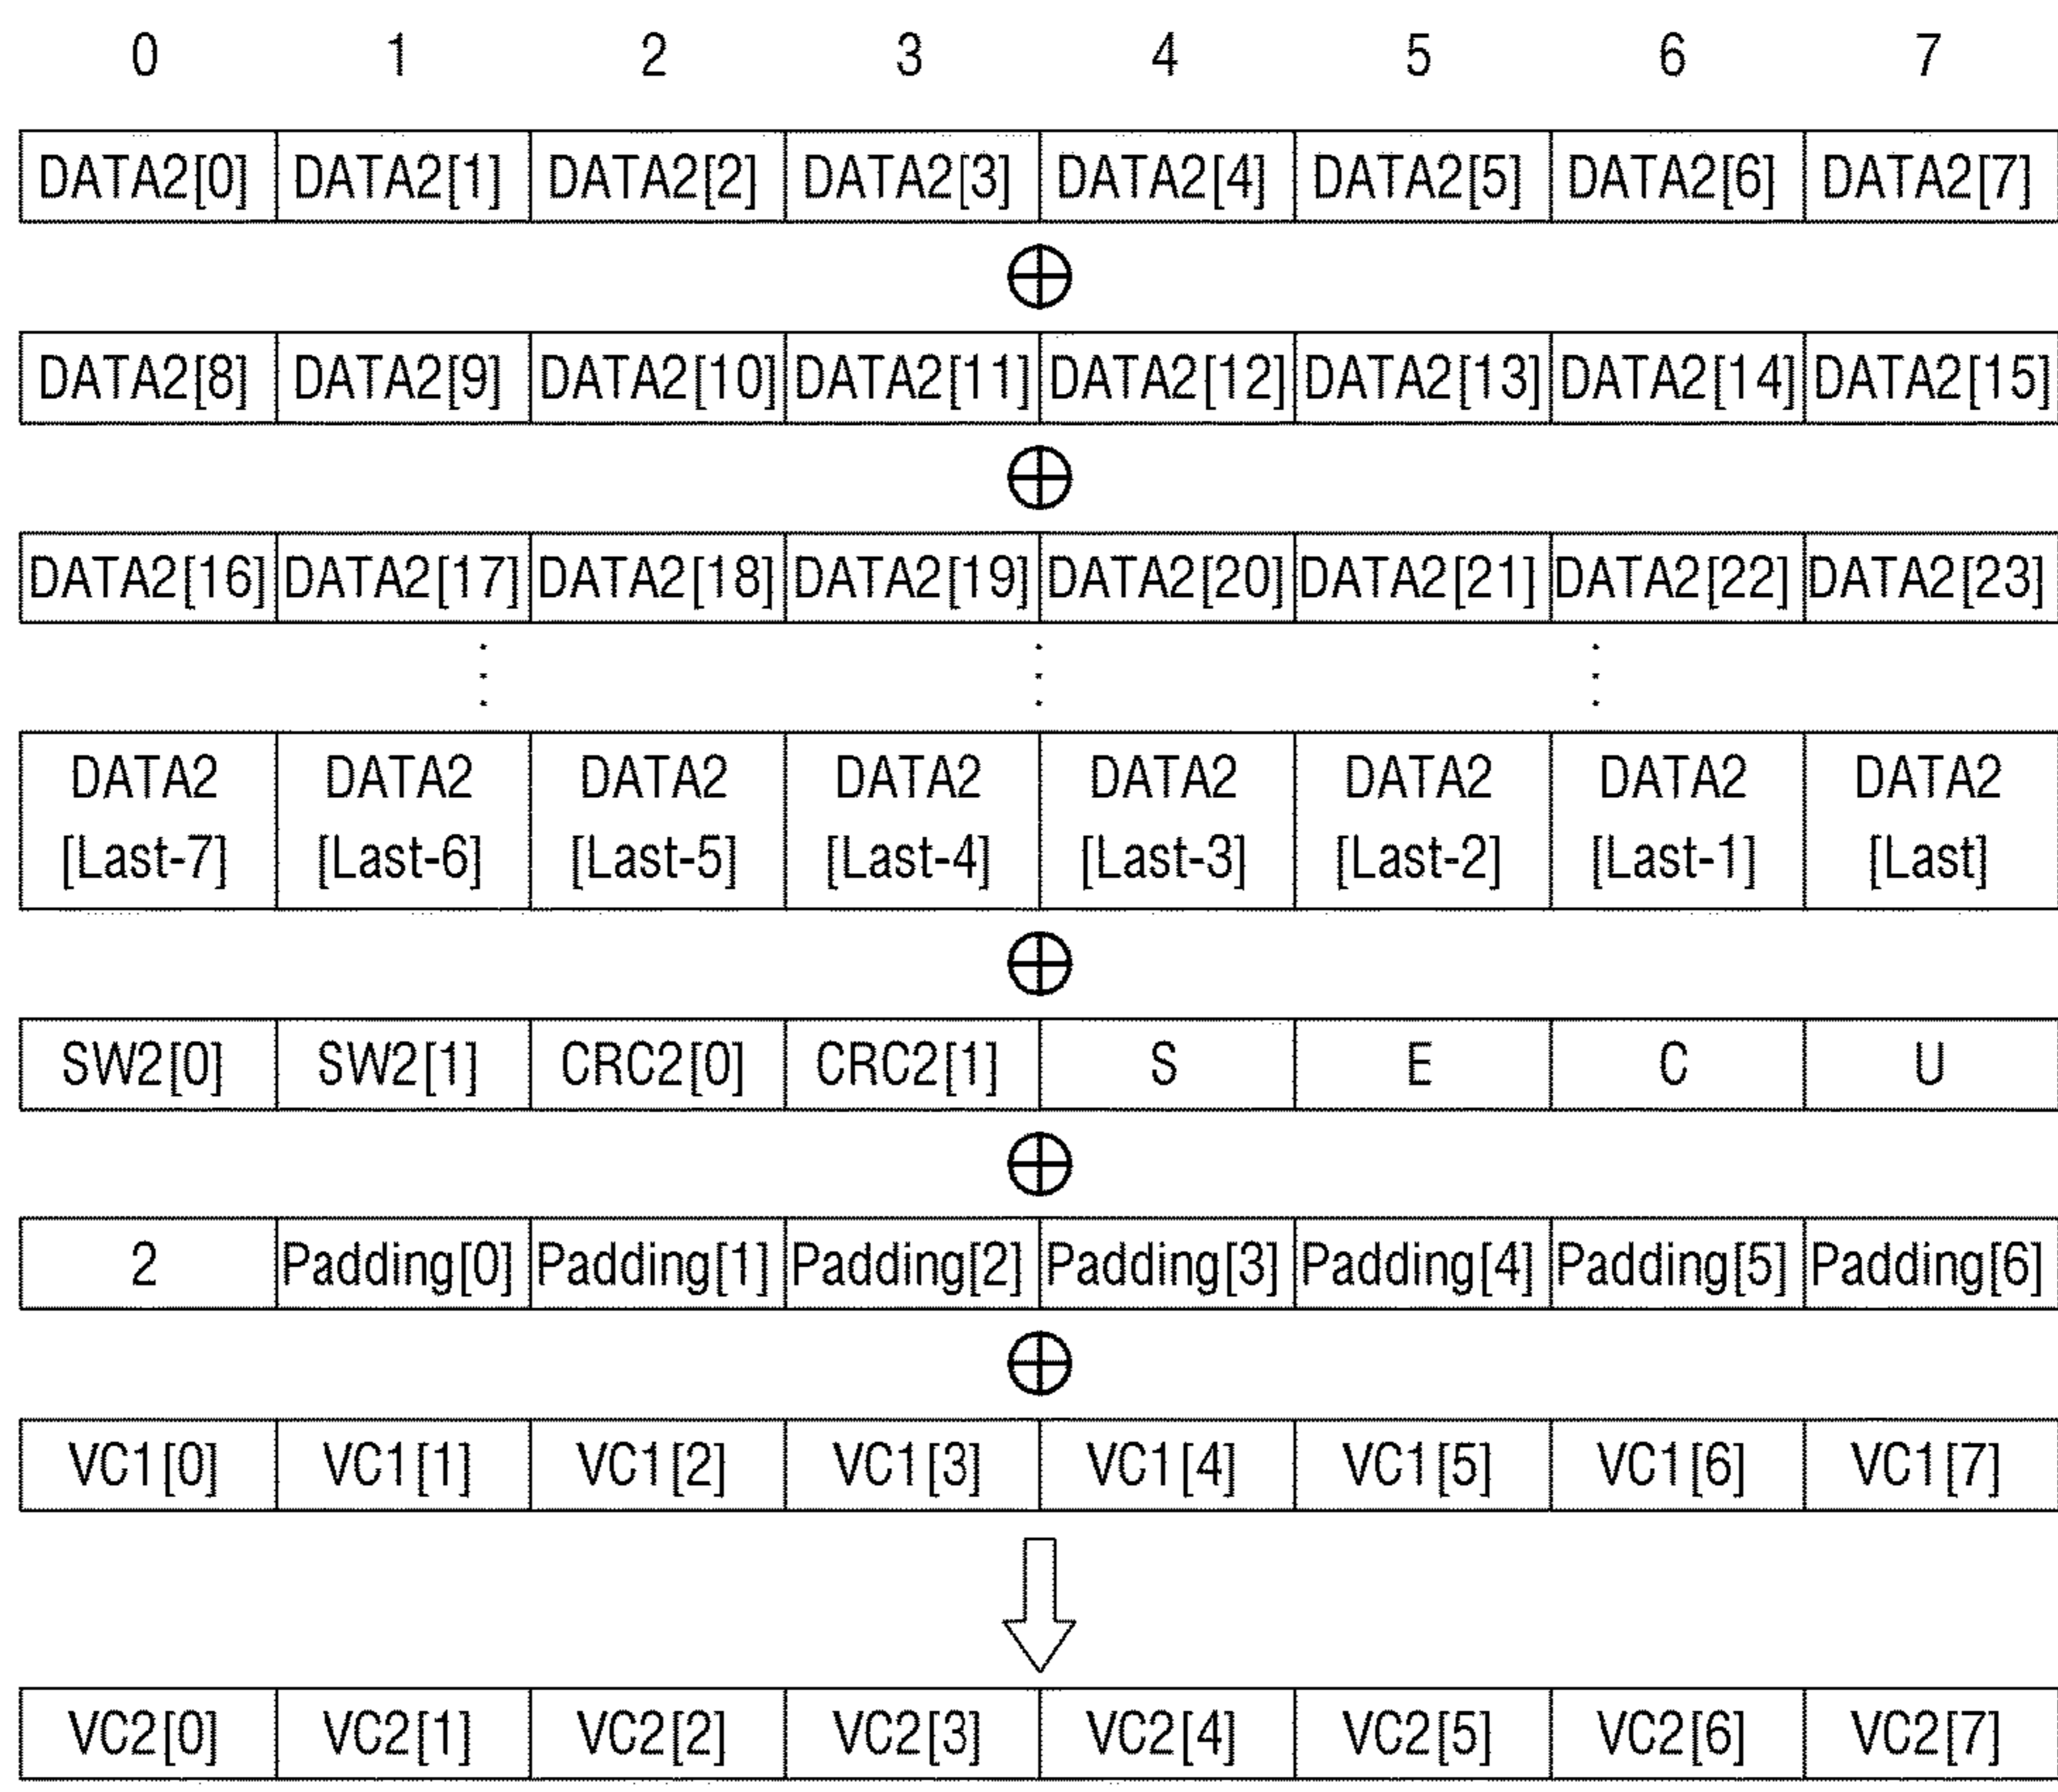 0 1 2 3 4 5 6 7
DATA2[0] DATA2[1] DATA2[2] DATA2[3] DATA2[4] DATA2[5] DATA2[6] DATA2[7]
⊕
DATA2[8] DATA2[9] DATA2[10] DATA2[11] DATA2[12] DATA2[13] DATA2[14] DATA2[15]
⊕
DATA2[16] DATA2[17] DATA2[18] DATA2[19] DATA2[20] DATA2[21] DATA2[22] DATA2[23]
DATA2 DATA2 DATA2 DATA2 DATA2 DATA2 DATA2 DATA2
[Last-7] [Last-6] [Last-5] [Last-4] [Last-3] [Last-2] [Last-1] [Last]
⊕
SW2[0] SW2[1] CRC2[0] CRC2[1] S E C U
⊕
2 Padding[0] Padding[1] Padding[2] Padding[3] Padding[4] Padding[5] Padding[6]
⊕
VC1[0] VC1[1] VC1[2] VC1[3] VC1[4] VC1[5] VC1[6] VC1[7]
VC2[0] VC2[1] VC2[2] VC2[3] VC2[4] VC2[5] VC2[6] VC2[7]